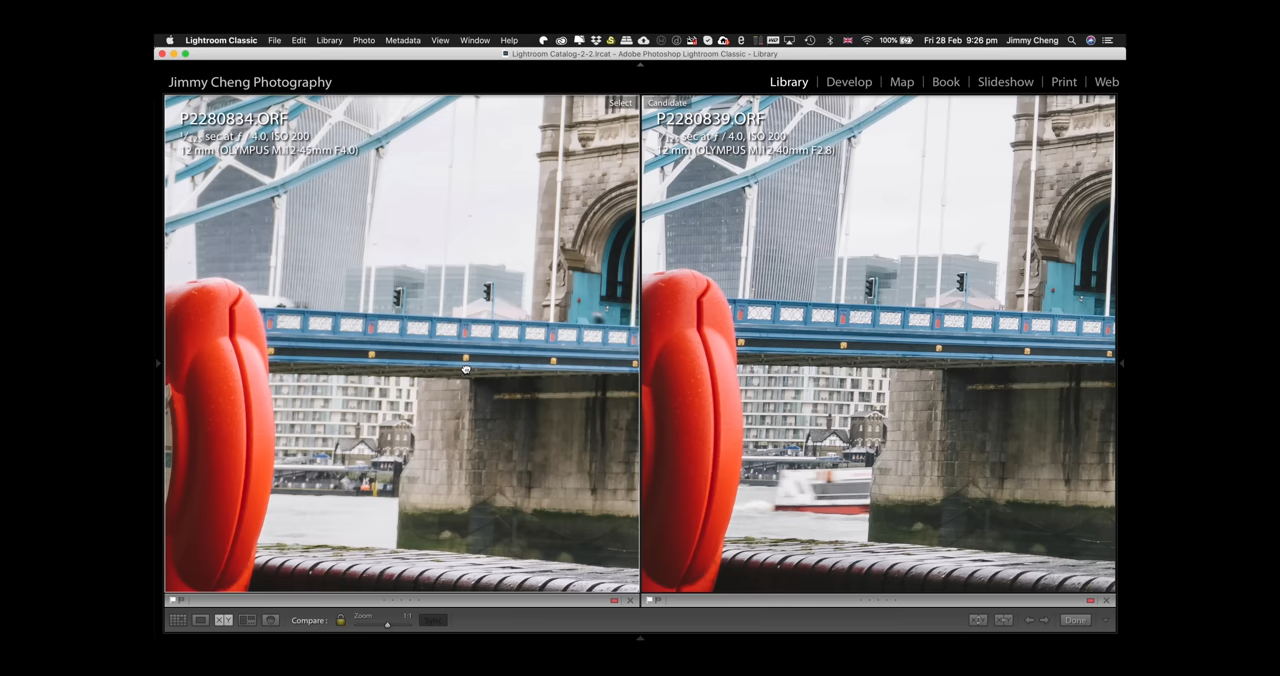 Lightroom Classic File Edit Library Photo Metadata View Window Help 100% Fri 28 Feb 9:26 pm Jimmy Cheng
Lightroom Catalog-2-2.lrcat - Adobe Photoshop Lightroom Classic - Library
Jimmy Cheng Photography
Library | Develop | Map | Book | Slideshow | Print | Web
Select
P2280834.ORF
sec at ƒ / 4.0, ISO 200
12 mm (OLYMPUS M.12-45mm F4.0)
Candidate
P2280839.ORF
sec at ƒ / 4.0, ISO 200
12 mm (OLYMPUS M.12-40mm F2.8)
XY Compare : Zoom 1:1 Sync Done